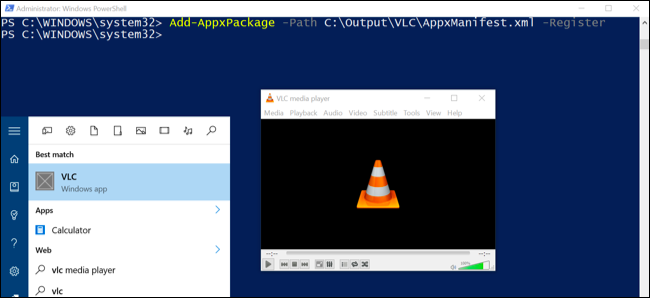 Administrator: Windows PowerShell
PS C:\WINDOWS\system32> Add-AppxPackage -Path C:\Output\VLC\AppxManifest.xml -Register
PS C:\WINDOWS\system32>
VLC media player
Media Playback Audio Video Subtitle Tools View Help
Best match
VLC
Windows app
Apps
Calculator
Web
vlc media player
vlc
--:-- --:--
100%